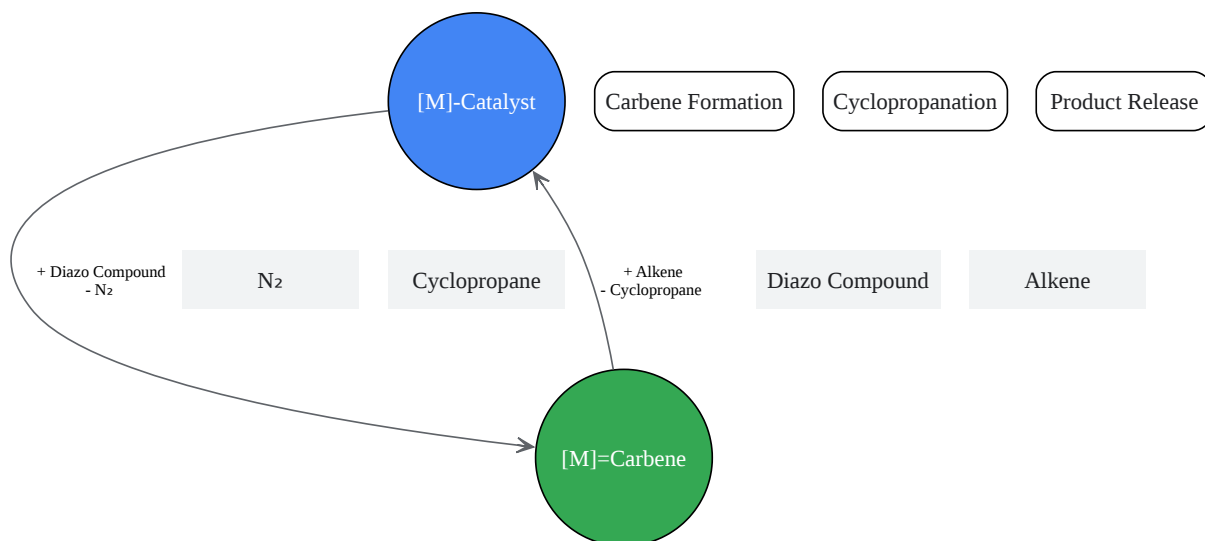 [M]-Catalyst
Carbene Formation
Cyclopropanation
Product Release
+ Diazo Compound
- N₂
N₂
Cyclopropane
+ Alkene
- Cyclopropane
Diazo Compound
Alkene
[M]=Carbene